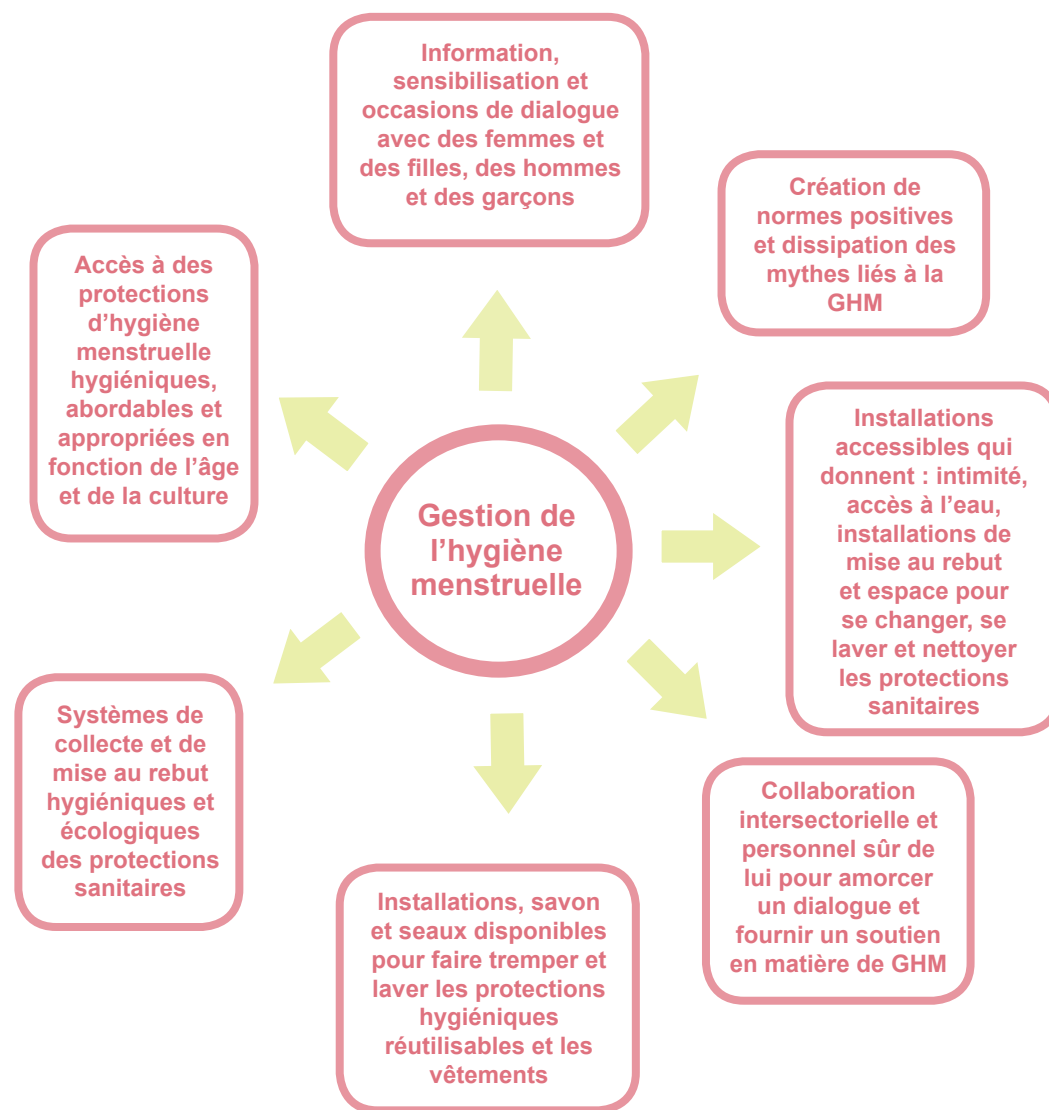 Information,
sensibilisation et
occasions de dialogue
avec des femmes et
des filles, des hommes
et des garçons
Création de
normes positives
et dissipation des
mythes liés à la
GHM
Accès à des
protections
d’hygiène
menstruelle
hygiéniques,
abordables et
appropriées en
fonction de l’âge
et de la culture
Installations
accessibles qui
donnent : intimité,
accès à l’eau,
installations de
mise au rebut
et espace pour
se changer, se
laver et nettoyer
les protections
sanitaires
Gestion de
l’hygiène
menstruelle
Systèmes de
collecte et de
mise au rebut
hygiéniques et
écologiques
des protections
sanitaires
Collaboration
intersectorielle et
personnel sûr de
lui pour amorcer
un dialogue et
fournir un soutien
en matière de GHM
Installations, savon
et seaux disponibles
pour faire tremper et
laver les protections
hygiéniques
réutilisables et les
vêtements